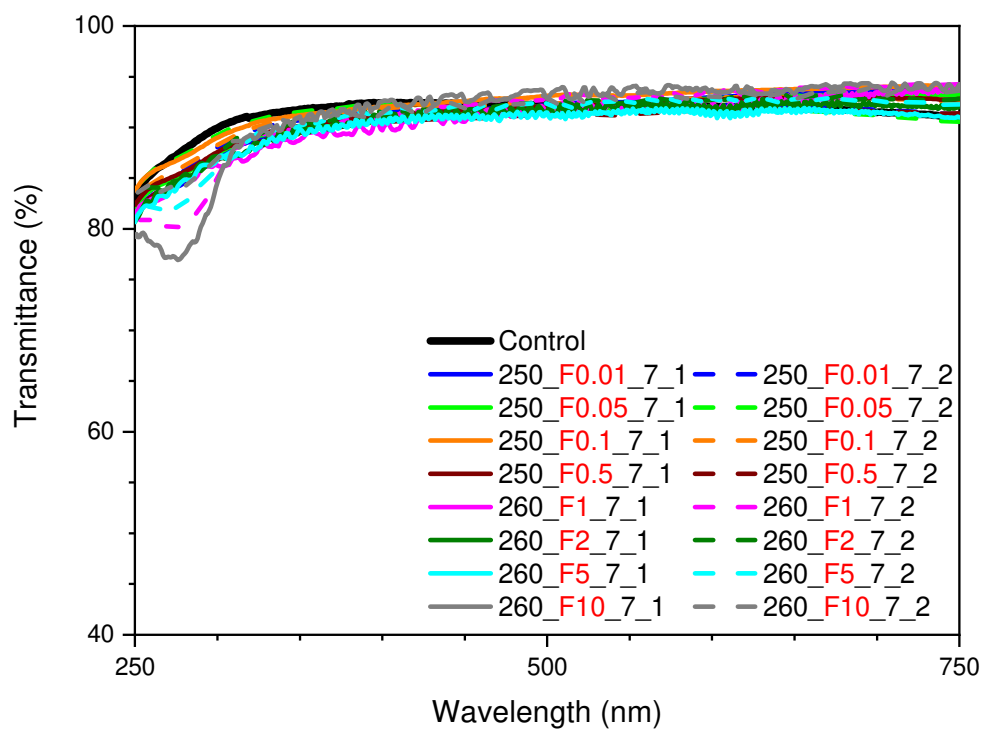 100
80
60
40
Transmittance (%)
Control
250_F0.01_7_1 250_F0.01_7_2
250_F0.05_7_1 250_F0.05_7_2
250_F0.1_7_1 250_F0.1_7_2
250_F0.5_7_1 250_F0.5_7_2
260_F1_7_1 260_F1_7_2
260_F2_7_1 260_F2_7_2
260_F5_7_1 260_F5_7_2
260_F10_7_1 260_F10_7_2
250 500 750
Wavelength (nm)